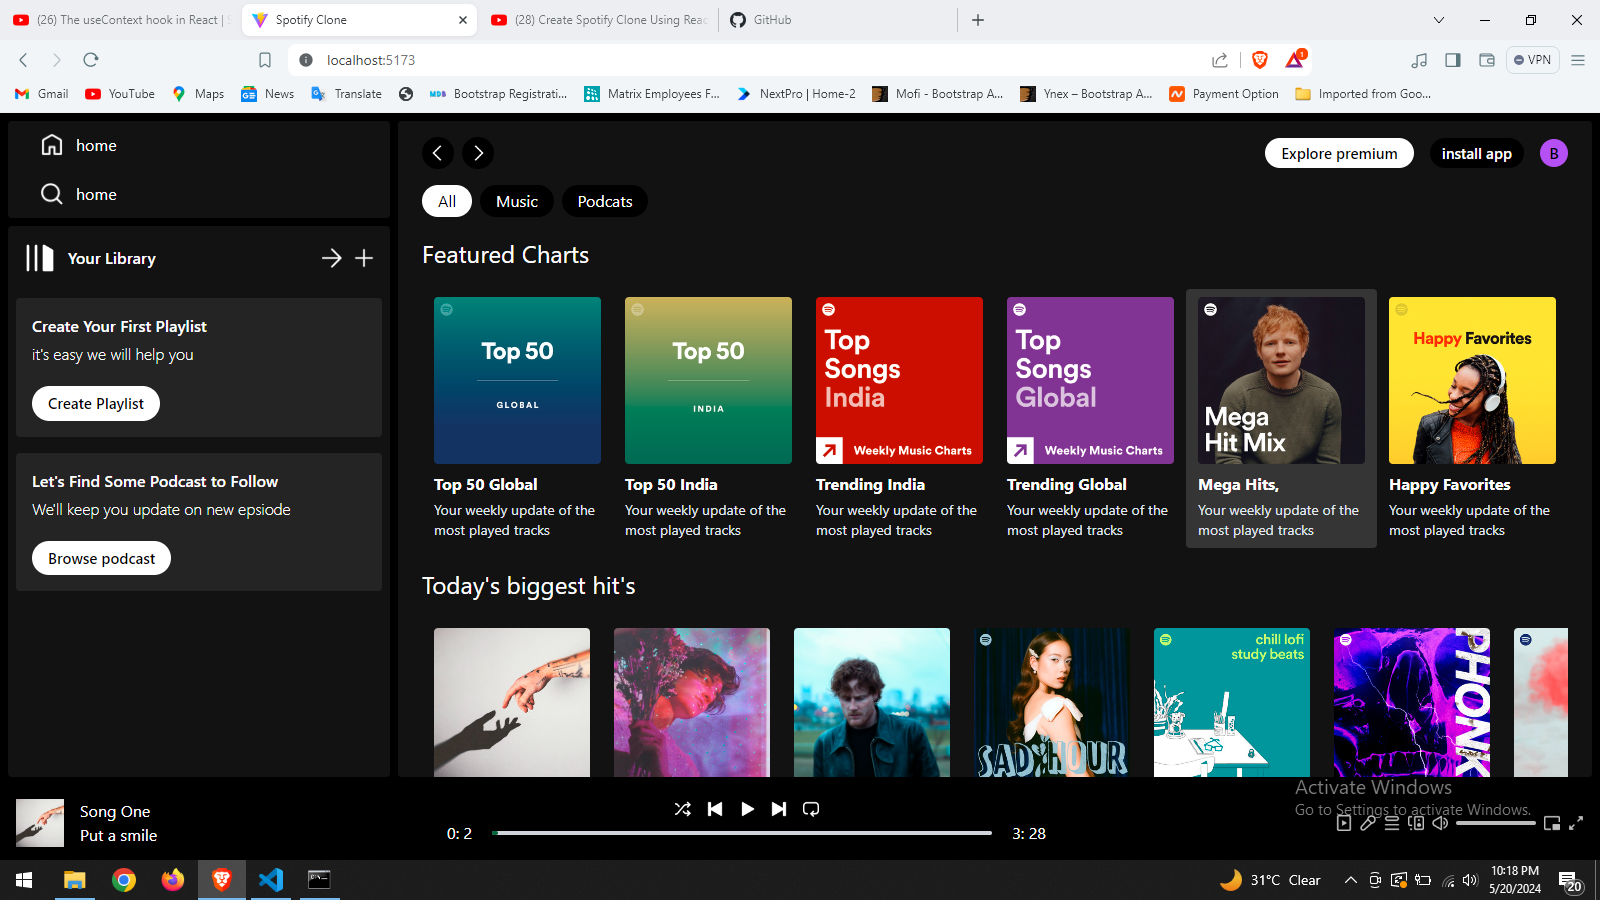 (26) The useContext hook in React | S
Spotify Clone
(28) Create Spotify Clone Using Reac
GitHub
localhost:5173
1
VPN
Gmail
YouTube
Maps
News
Translate
Bootstrap Registrati...
Matrix Employees F...
NextPro | Home-2
Mofi - Bootstrap A...
Ynex – Bootstrap A...
Payment Option
Imported from Goo...
home
home
Your Library
Create Your First Playlist
it's easy we will help you
Create Playlist
Let's Find Some Podcast to Follow
We'll keep you update on new epsiode
Browse podcast
Explore premium
install app
B
All
Music
Podcats
Featured Charts
Top 50
GLOBAL
Top 50
INDIA
Top
Songs
India
Weekly Music Charts
Top
Songs
Global
Weekly Music Charts
Mega
Hit Mix
Happy Favorites
Top 50 Global
Your weekly update of the
most played tracks
Top 50 India
Your weekly update of the
most played tracks
Trending India
Your weekly update of the
most played tracks
Trending Global
Your weekly update of the
most played tracks
Mega Hits,
Your weekly update of the
most played tracks
Happy Favorites
Your weekly update of the
most played tracks
Today's biggest hit's
SAD HOUR
chill lofi
study beats
PHONK
Song One
Put a smile
0: 2
3: 28
Activate Windows
Go to Settings to activate Windows.
31°C Clear
10:18 PM
5/20/2024
20